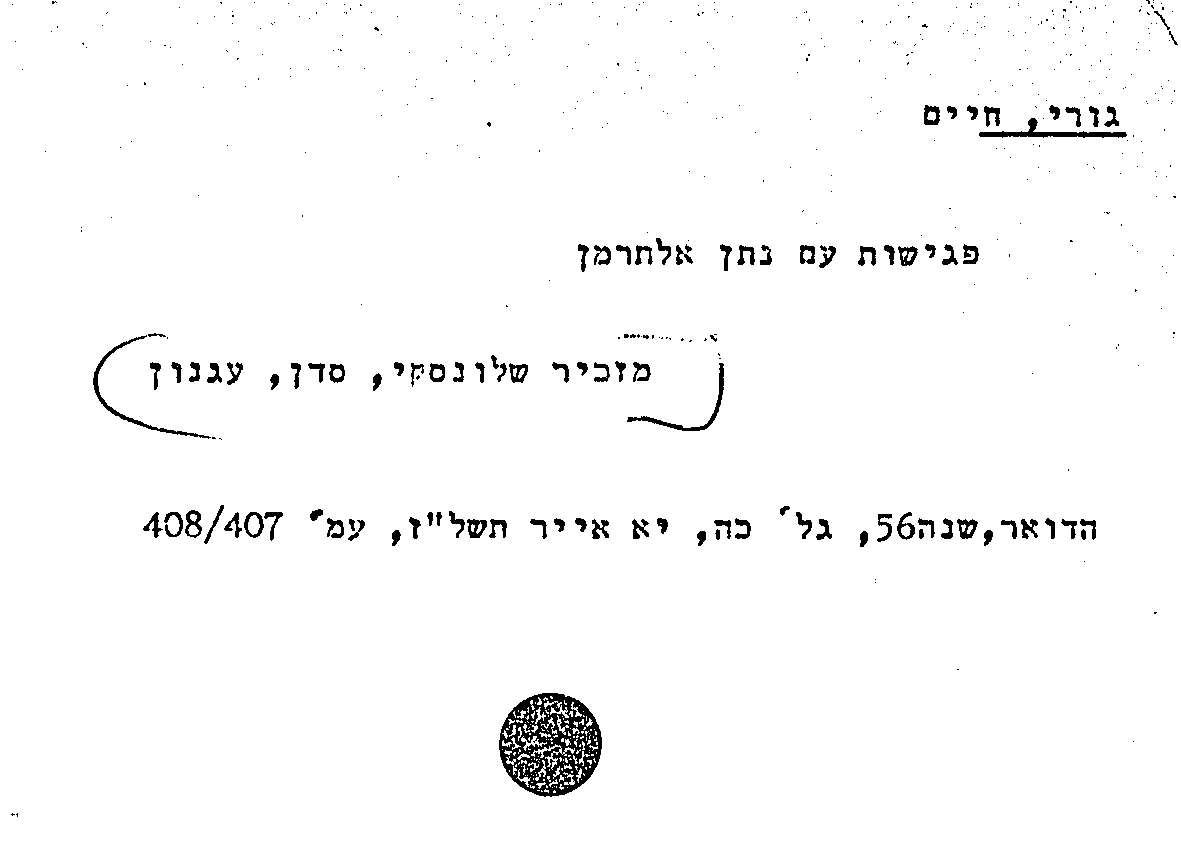 גורי, חיים
פגישות עם נתן אלתרמן
מזכיר שלונסקי, סדן, עגנון
הדואר,שנה56, גל' כה, יא אייר תשל"ז, עמ' 408/407